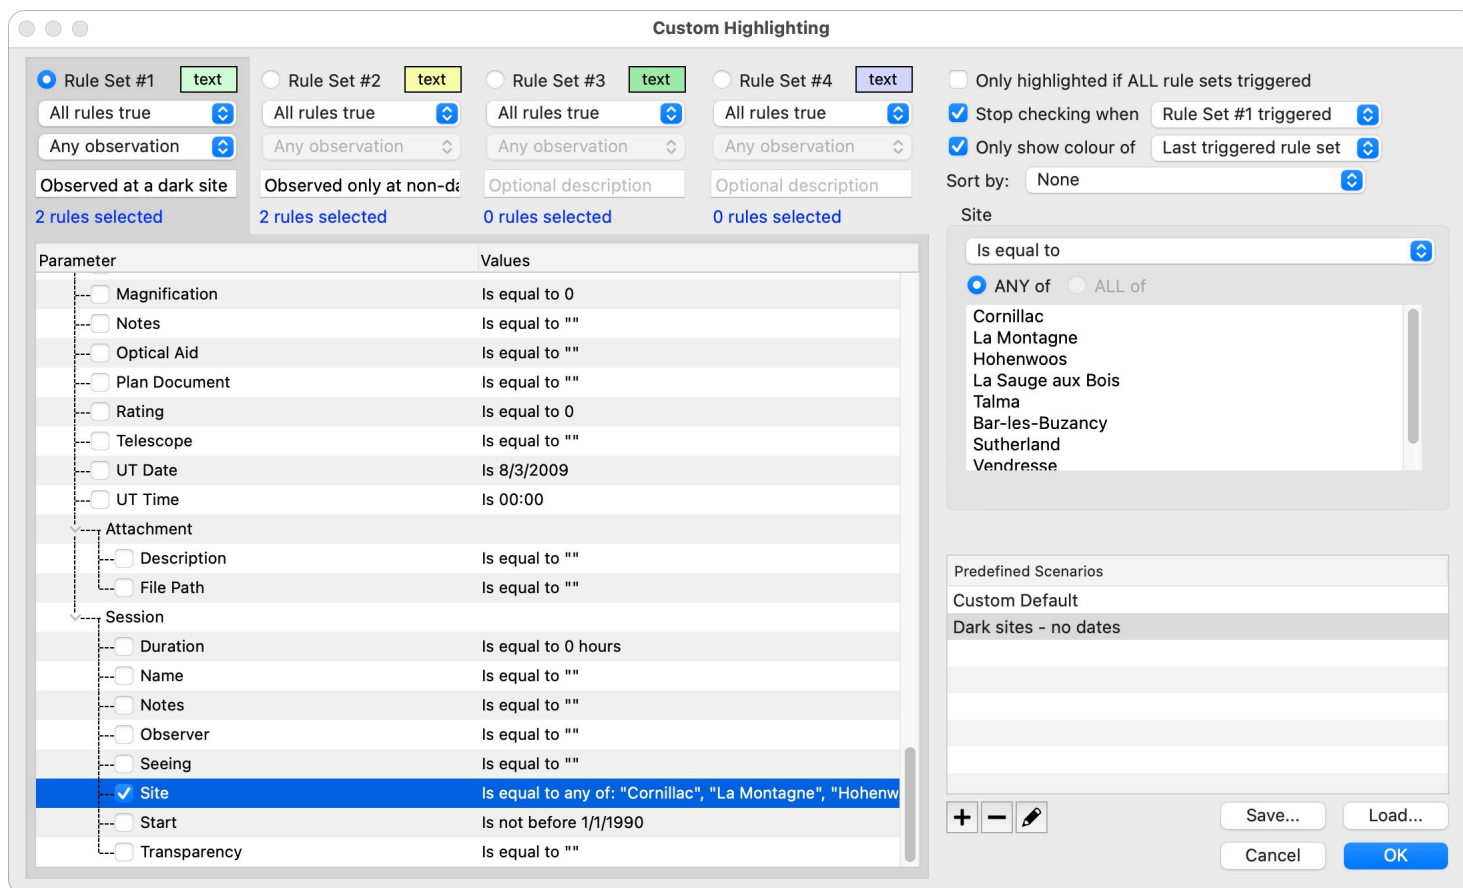 Custom Highlighting
Rule Set #1 text
Rule Set #2 text
Rule Set #3 text
Rule Set #4 text
All rules true
All rules true
All rules true
All rules true
Any observation
Any observation
Any observation
Any observation
Observed at a dark site
Observed only at non-da
Optional description
Optional description
2 rules selected
2 rules selected
0 rules selected
0 rules selected
Parameter Values
Magnification Is equal to 0
Notes Is equal to ""
Optical Aid Is equal to ""
Plan Document Is equal to ""
Rating Is equal to 0
Telescope Is equal to ""
UT Date Is 8/3/2009
UT Time Is 00:00
Attachment
Description Is equal to ""
File Path Is equal to ""
Session
Duration Is equal to 0 hours
Name Is equal to ""
Notes Is equal to ""
Observer Is equal to ""
Seeing Is equal to ""
Site Is equal to any of: "Cornillac", "La Montagne", "Hohenw
Start Is not before 1/1/1990
Transparency Is equal to ""
Only highlighted if ALL rule sets triggered
Stop checking when Rule Set #1 triggered
Only show colour of Last triggered rule set
Sort by: None
Site
Is equal to
ANY of ALL of
Cornillac
La Montagne
Hohenwoos
La Sauge aux Bois
Talma
Bar-les-Buzancy
Sutherland
Vendresse
Predefined Scenarios
Custom Default
Dark sites - no dates
Save... Load...
Cancel OK